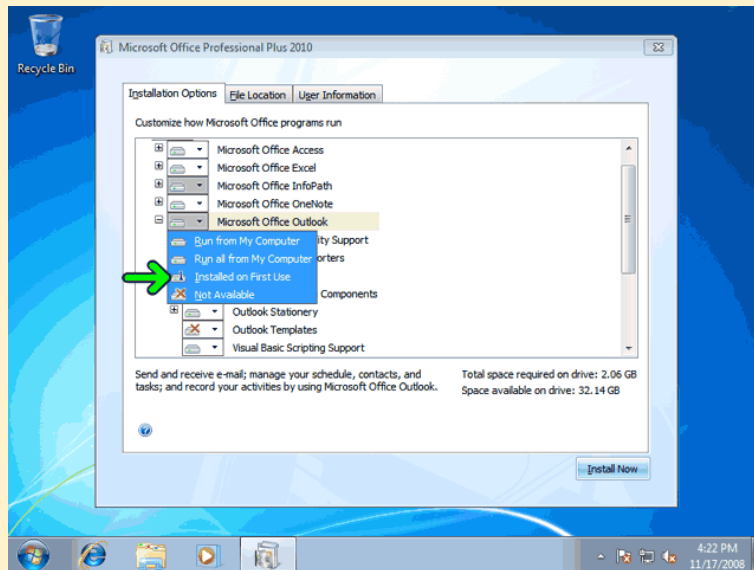 Recycle Bin
Microsoft Office Professional Plus 2010
Installation Options File Location User Information
Customize how Microsoft Office programs run
Microsoft Office Access
Microsoft Office Excel
Microsoft Office InfoPath
Microsoft Office OneNote
Microsoft Office Outlook
Run from My Computer ity Support
Run all from My Computer orters
Installed on First Use
Not Available Components
Outlook Stationery
Outlook Templates
Visual Basic Scripting Support
Send and receive e-mail; manage your schedule, contacts, and
tasks; and record your activities by using Microsoft Office Outlook.
Total space required on drive: 2.06 GB
Space available on drive: 32.14 GB
Install Now
4:22 PM
11/17/2008